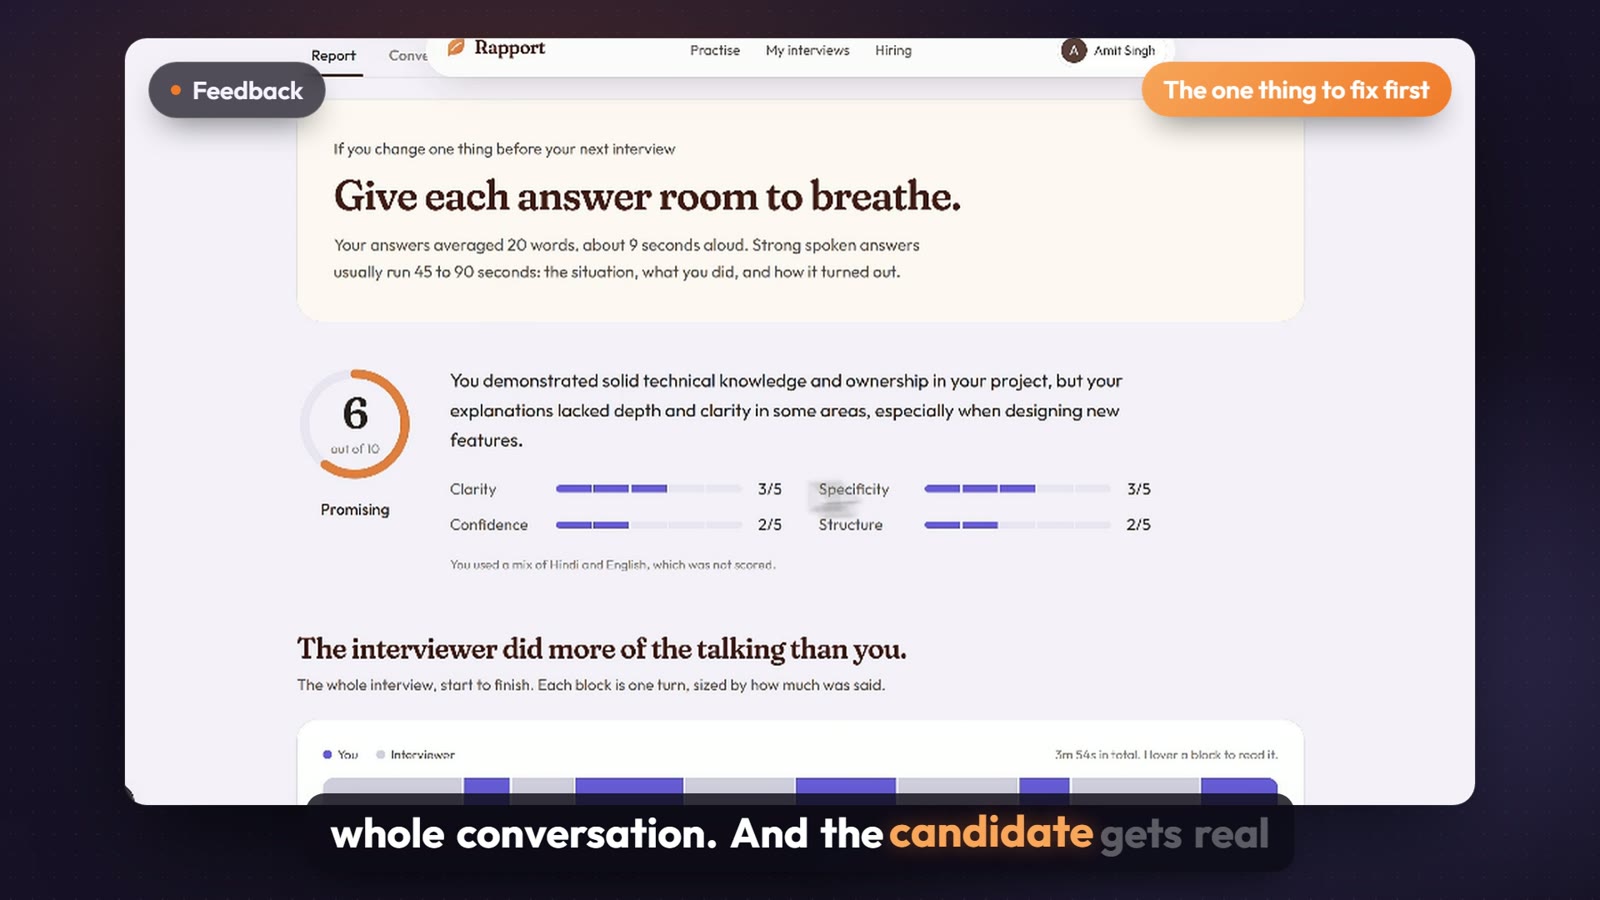 Report Conve
Rapport
Practise My interviews Hiring
A Amit Singh
Feedback
The one thing to fix first
If you change one thing before your next interview
Give each answer room to breathe.
Your answers averaged 20 words, about 9 seconds aloud. Strong spoken answers
usually run 45 to 90 seconds: the situation, what you did, and how it turned out.
6
out of 10
Promising
You demonstrated solid technical knowledge and ownership in your project, but your
explanations lacked depth and clarity in some areas, especially when designing new
features.
Clarity 3/5 Specificity 3/5
Confidence 2/5 Structure 2/5
You used a mix of Hindi and English, which was not scored.
The interviewer did more of the talking than you.
The whole interview, start to finish. Each block is one turn, sized by how much was said.
You Interviewer 3m 54s in total. Hover a block to read it.
whole conversation. And the candidate gets real